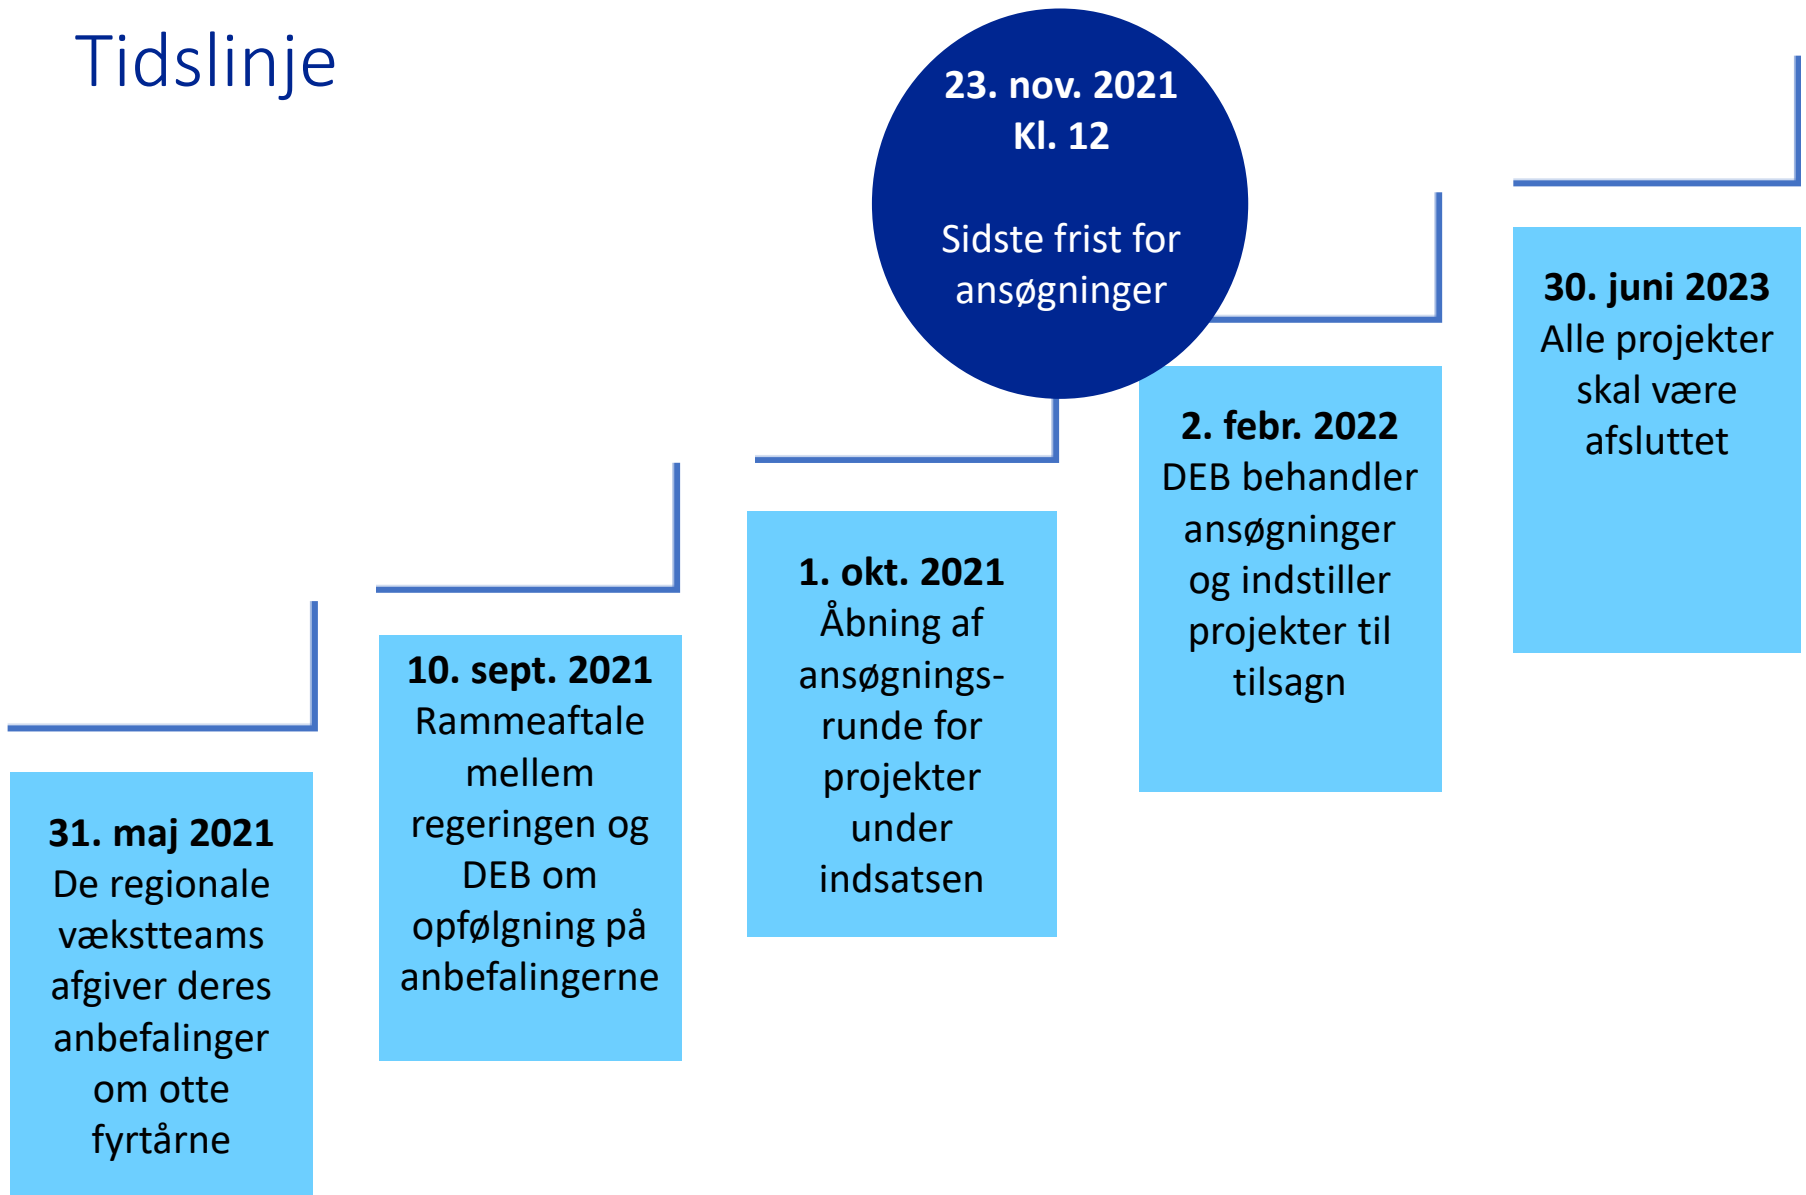 Tidslinje
31. maj 2021
De regionale
vækstteams
afgiver deres
anbefalinger
om otte
fyrtårne
10. sept. 2021
Rammeaftale
mellem
regeringen og
DEB om
opfølgning på
anbefalingerne
1. okt. 2021
Åbning af
ansøgnings-
runde for
projekter
under
indsatsen
23. nov. 2021
Kl. 12
Sidste frist for
ansøgninger
2. febr. 2022
DEB behandler
ansøgninger
og indstiller
projekter til
tilsagn
30. juni 2023
Alle projekter
skal være
afsluttet